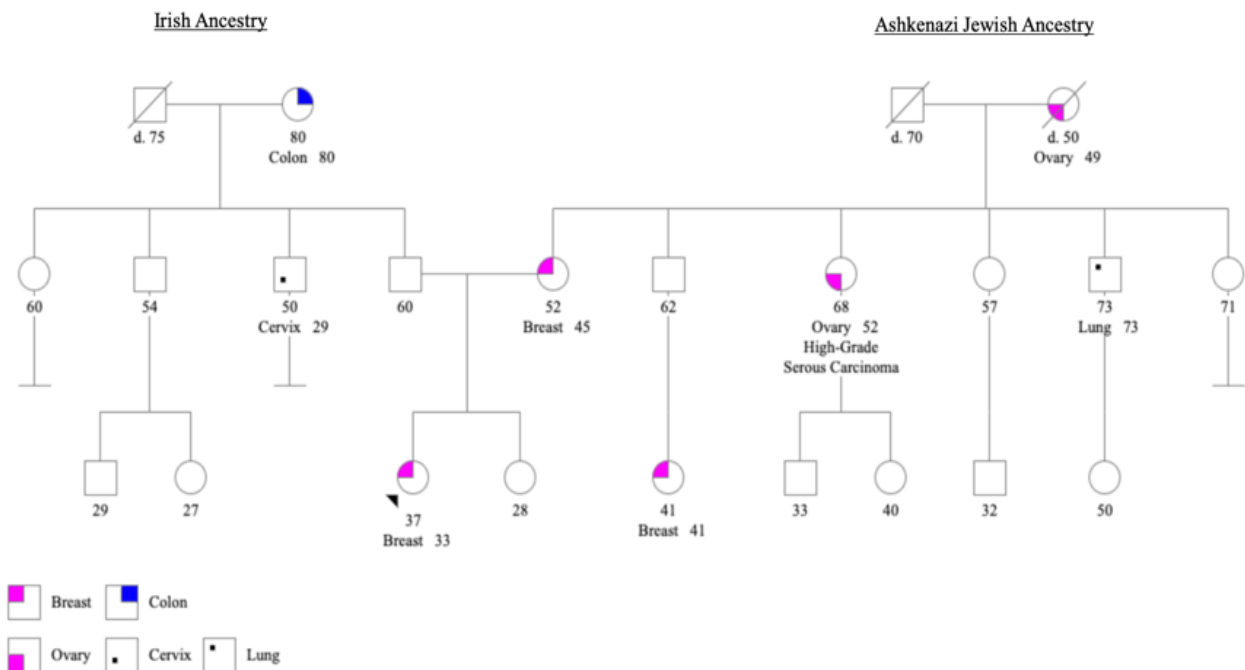 Irish Ancestry
Ashkenazi Jewish Ancestry
d. 75
80
Colon 80
d. 70
d. 50
Ovary 49
60
54
50
Cervix 29
60
52
Breast 45
62
68
Ovary 52
High-Grade
Serous Carcinoma
57
73
Lung 73
71
29
27
37
Breast 33
28
41
Breast 41
33
40
32
50
Breast
Colon
Ovary
Cervix
Lung